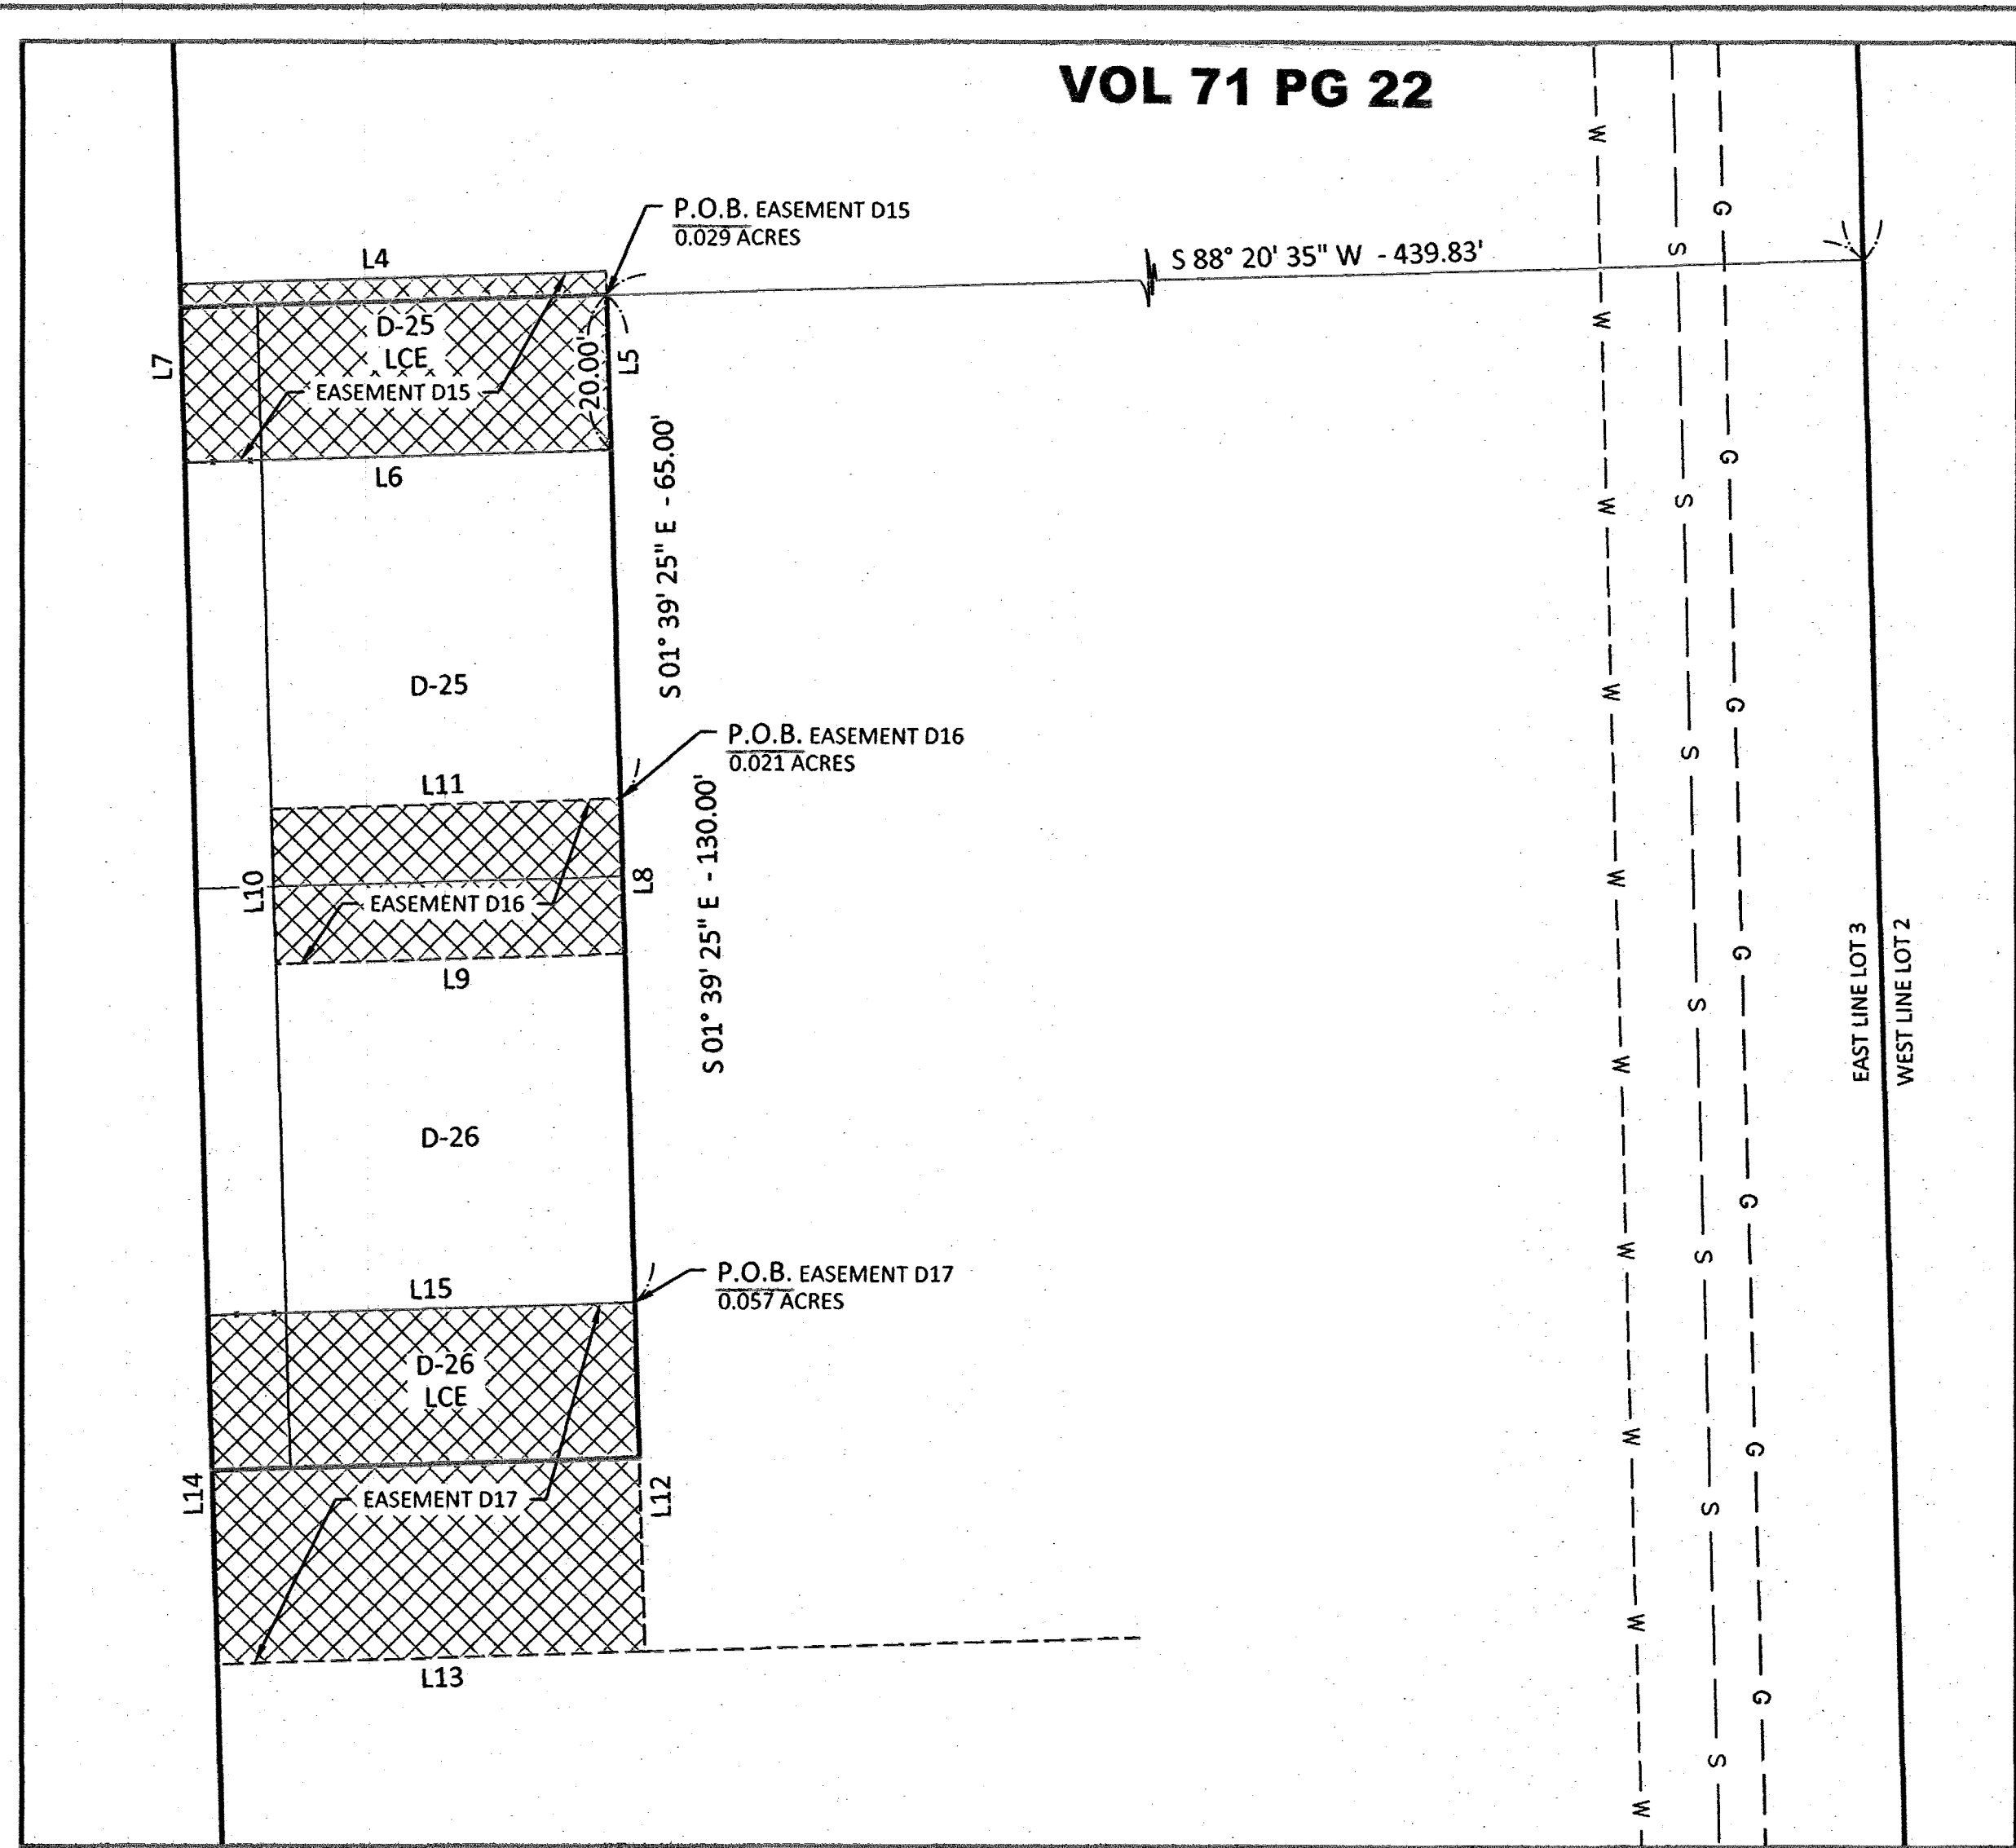 VOL 71 PG 22
P.O.B. EASEMENT D15
0.029 ACRES
S 88° 20' 35" W - 439.83'
L4
D-25
LCE
EASEMENT D15
L7
20.00'
L5
L6
S 01° 39' 25" E - 65.00'
D-25
P.O.B. EASEMENT D16
0.021 ACRES
L11
L10
EASEMENT D16
L8
L9
S 01° 39' 25" E - 130.00'
D-26
P.O.B. EASEMENT D17
0.057 ACRES
L15
D-26
LCE
L14
EASEMENT D17
L12
L13
W
W
W
W
W
W
W
W
W
W
S
S
S
S
S
S
S
G
G
G
G
G
G
G
EAST LINE LOT 3
WEST LINE LOT 2